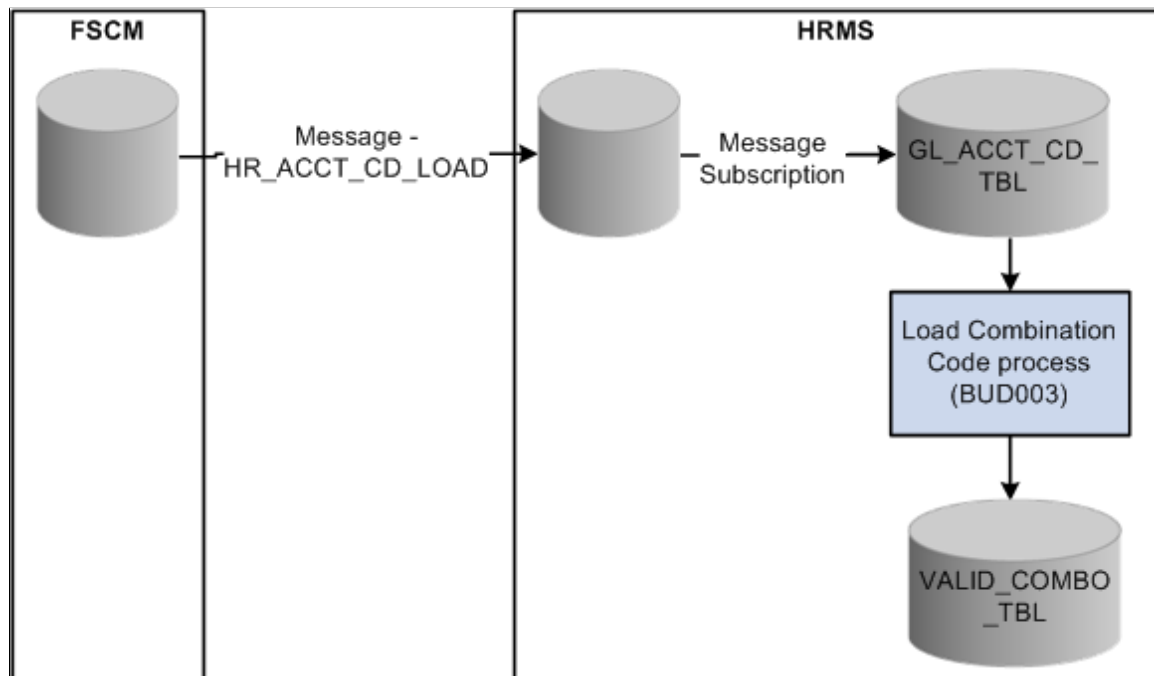 FSCM
HRMS
Message -
HR_ACCT_CD_LOAD
Message
Subscription
GL_ACCT_CD_
TBL
Load Combination
Code process
(BUD003)
VALID_COMBO
_TBL